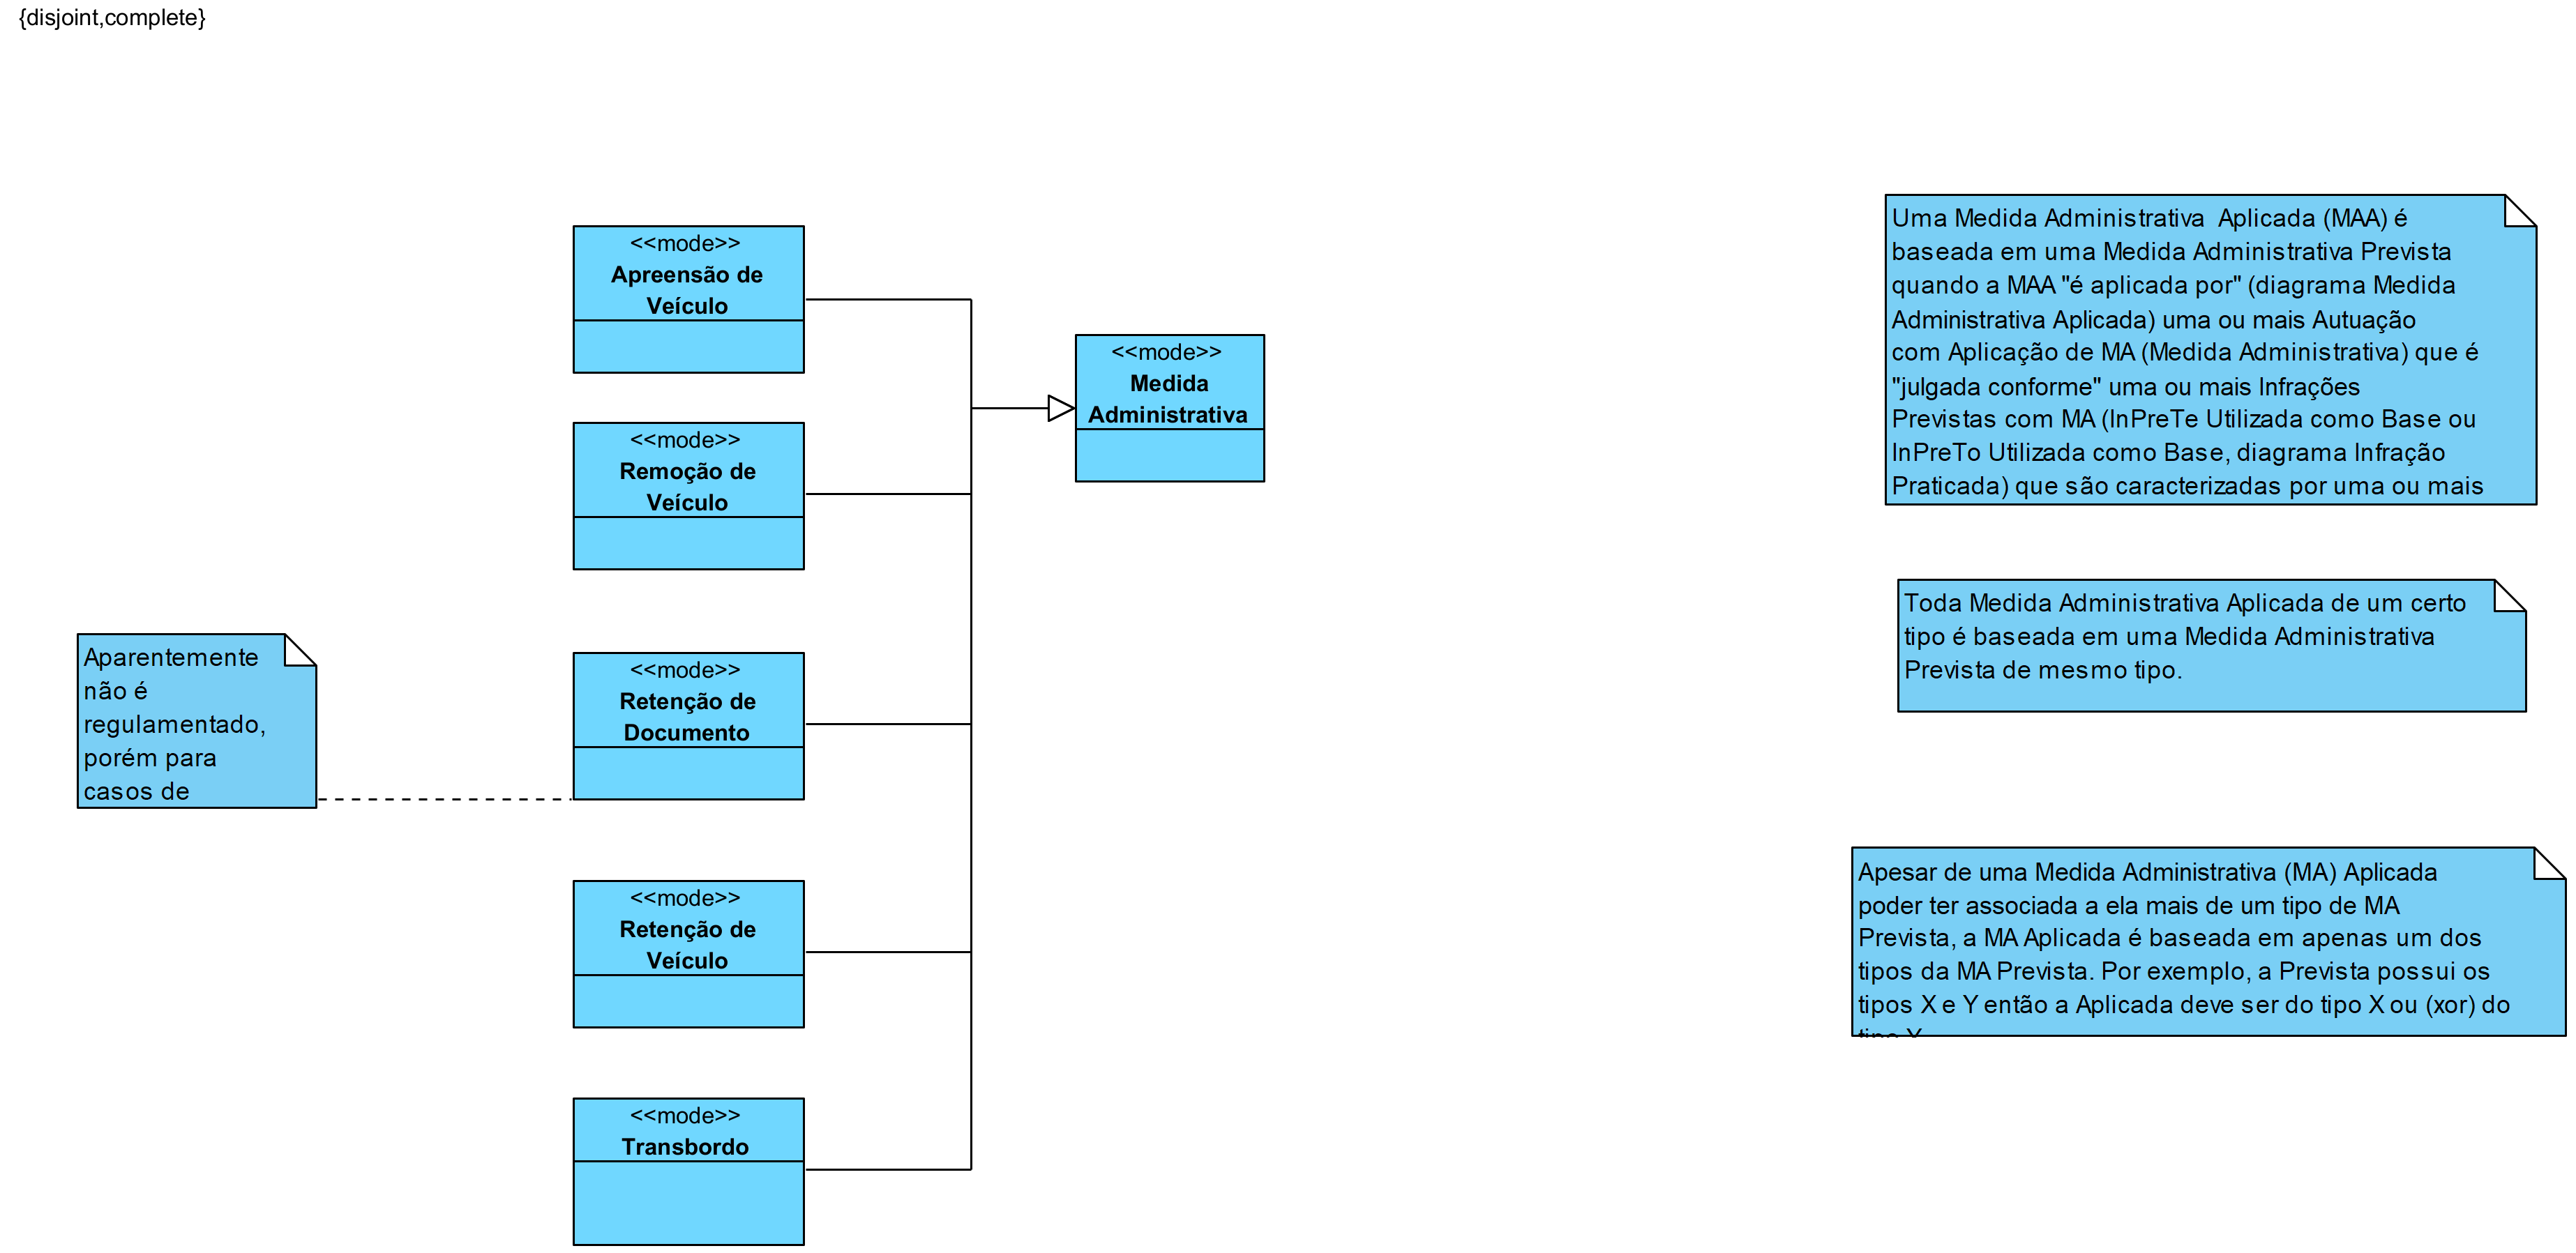 {disjoint,complete}
<<mode>>
Apreensão de
Veículo
<<mode>>
Remoção de
Veículo
<<mode>>
Retenção de
Documento
<<mode>>
Retenção de
Veículo
<<mode>>
Transbordo
<<mode>>
Medida
Administrativa
Aparentemente
não é
regulamentado,
porém para
casos de
Uma Medida Administrativa  Aplicada (MAA) é
baseada em uma Medida Administrativa Prevista
quando a MAA "é aplicada por" (diagrama Medida
Administrativa Aplicada) uma ou mais Autuação
com Aplicação de MA (Medida Administrativa) que é
"julgada conforme" uma ou mais Infrações
Previstas com MA (InPreTe Utilizada como Base ou
InPreTo Utilizada como Base, diagrama Infração
Praticada) que são caracterizadas por uma ou mais
Toda Medida Administrativa Aplicada de um certo
tipo é baseada em uma Medida Administrativa
Prevista de mesmo tipo.
Apesar de uma Medida Administrativa (MA) Aplicada
poder ter associada a ela mais de um tipo de MA
Prevista, a MA Aplicada é baseada em apenas um dos
tipos da MA Prevista. Por exemplo, a Prevista possui os
tipos X e Y então a Aplicada deve ser do tipo X ou (xor) do
tipo Y